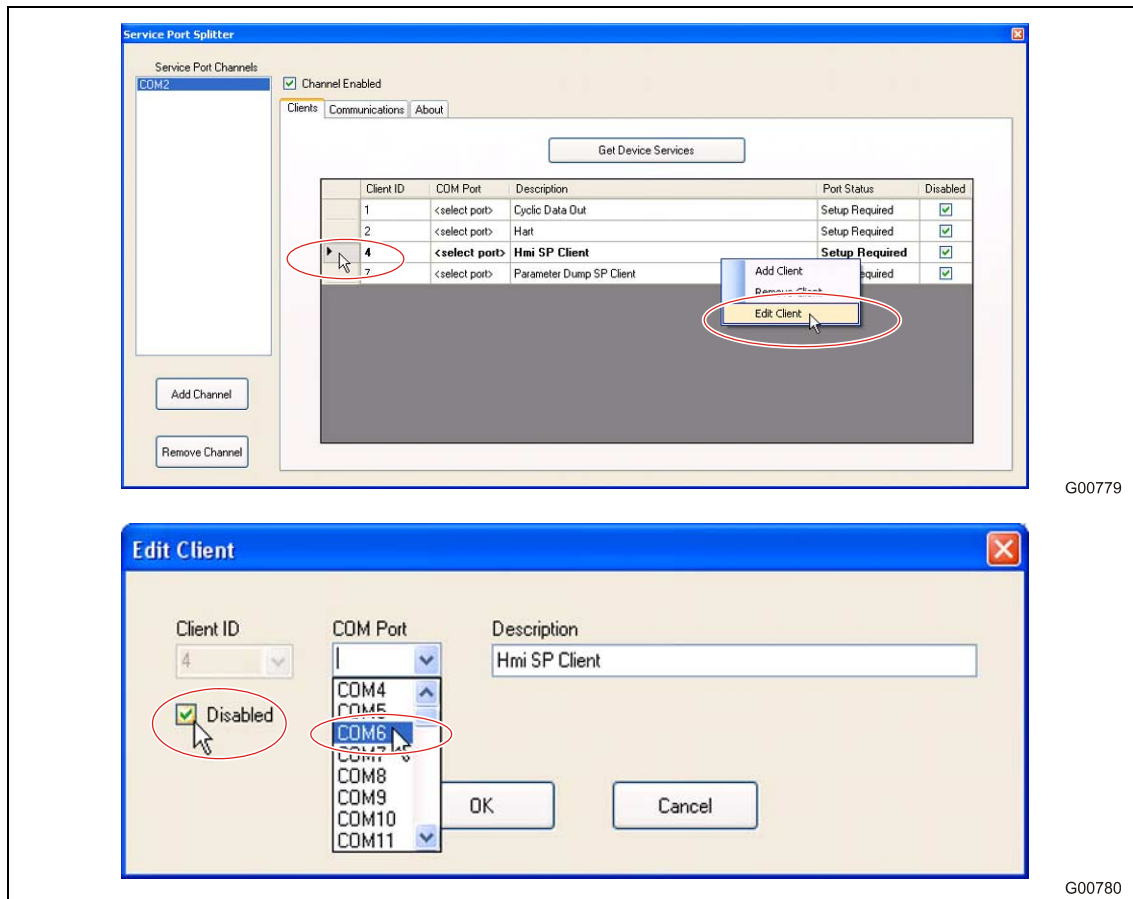 Service Port Splitter
Service Port Channels
COM2
Channel Enabled
Clients Communications About
Get Device Services
Client ID COM Port Description Port Status Disabled
1 <select port> Cyclic Data Out Setup Required
2 <select port> Hart Setup Required
4 <select port> Hmi SP Client Setup Required
7 <select port> Parameter Dump SP Client
Add Client
Remove Client
Edit Client
Add Channel
Remove Channel
G00779
Edit Client
Client ID COM Port Description
4 Hmi SP Client
Disabled
COM4
COM5
COM6
COM7
COM8
COM9
COM10
COM11
OK Cancel
G00780